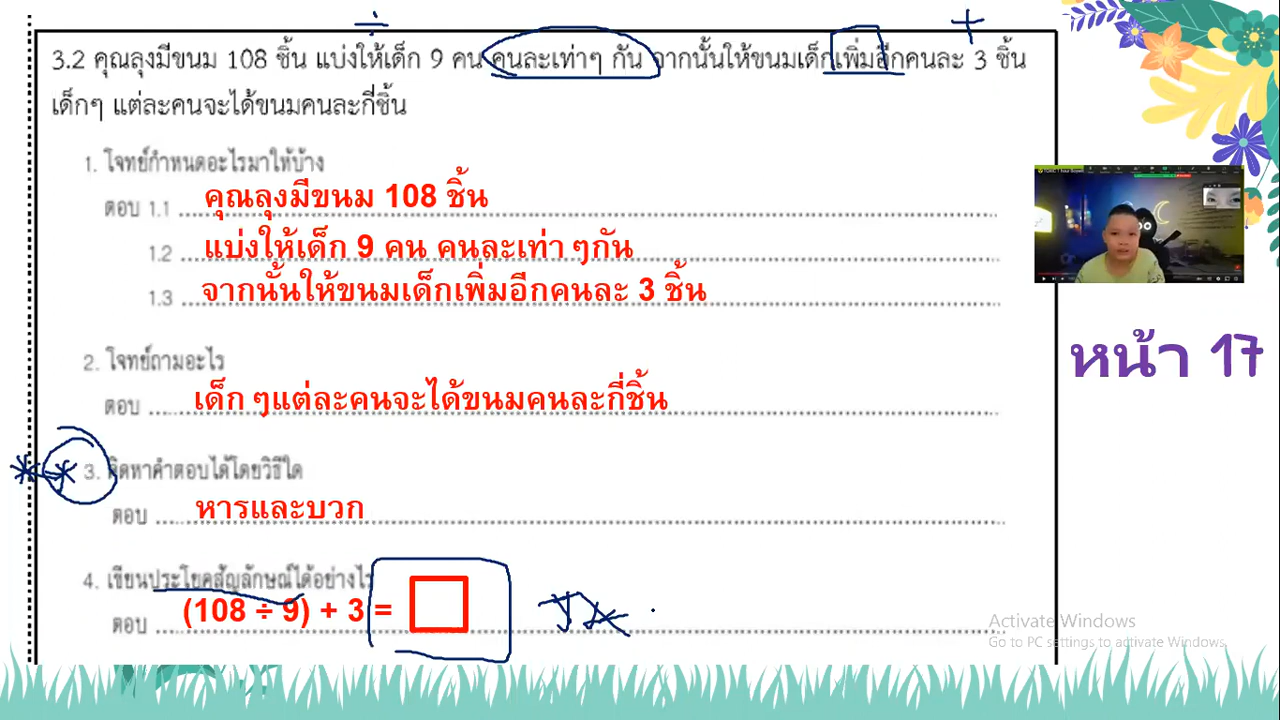 ÷
+
3.2 คุณลุงมีขนม 108 ชิ้น แบ่งให้เด็ก 9 คน คนละเท่าๆ กัน จากนั้นให้ขนมเด็กเพิ่มอีกคนละ 3 ชิ้น
เด็กๆ แต่ละคนจะได้ขนมคนละกี่ชิ้น
1. โจทย์กำหนดอะไรมาให้บ้าง
ตอบ 1.1 คุณลุงมีขนม 108 ชิ้น
1.2 แบ่งให้เด็ก 9 คน คนละเท่าๆกัน
1.3 จากนั้นให้ขนมเด็กเพิ่มอีกคนละ 3 ชิ้น
หน้า 17
2. โจทย์ถามอะไร
ตอบ เด็กๆแต่ละคนจะได้ขนมคนละกี่ชิ้น
3. คิดหาคำตอบได้โดยวิธีใด
ตอบ หารและบวก
4. เขียนประโยคสัญลักษณ์ได้อย่างไร
ตอบ (108 ÷ 9) + 3 =
Activate Windows
Go to PC settings to activate Windows.